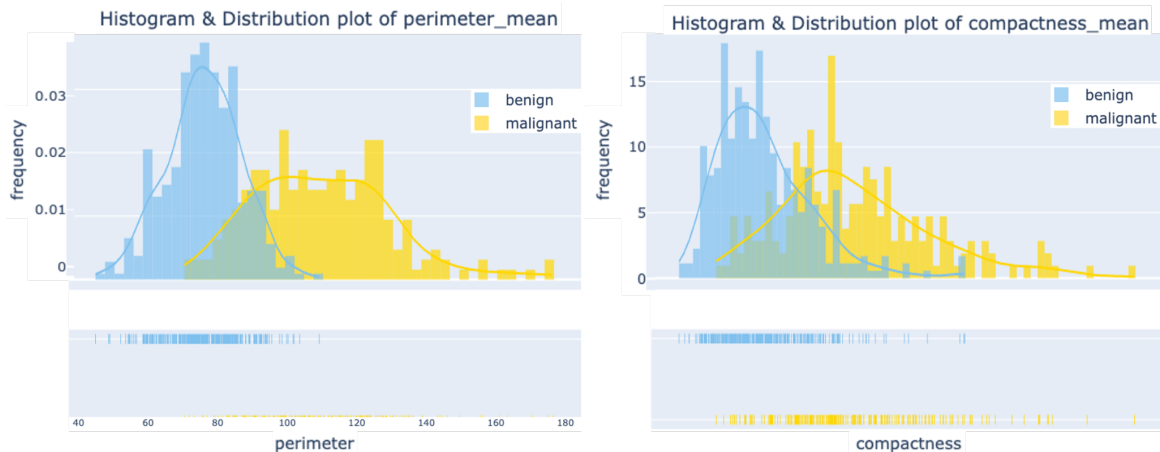 Histogram & Distribution plot of perimeter_mean
0.03
0.02
0.01
0
frequency
benign
malignant
40 60 80 100 120 140 160 180
perimeter
Histogram & Distribution plot of compactness_mean
15
10
5
0
frequency
benign
malignant
compactness